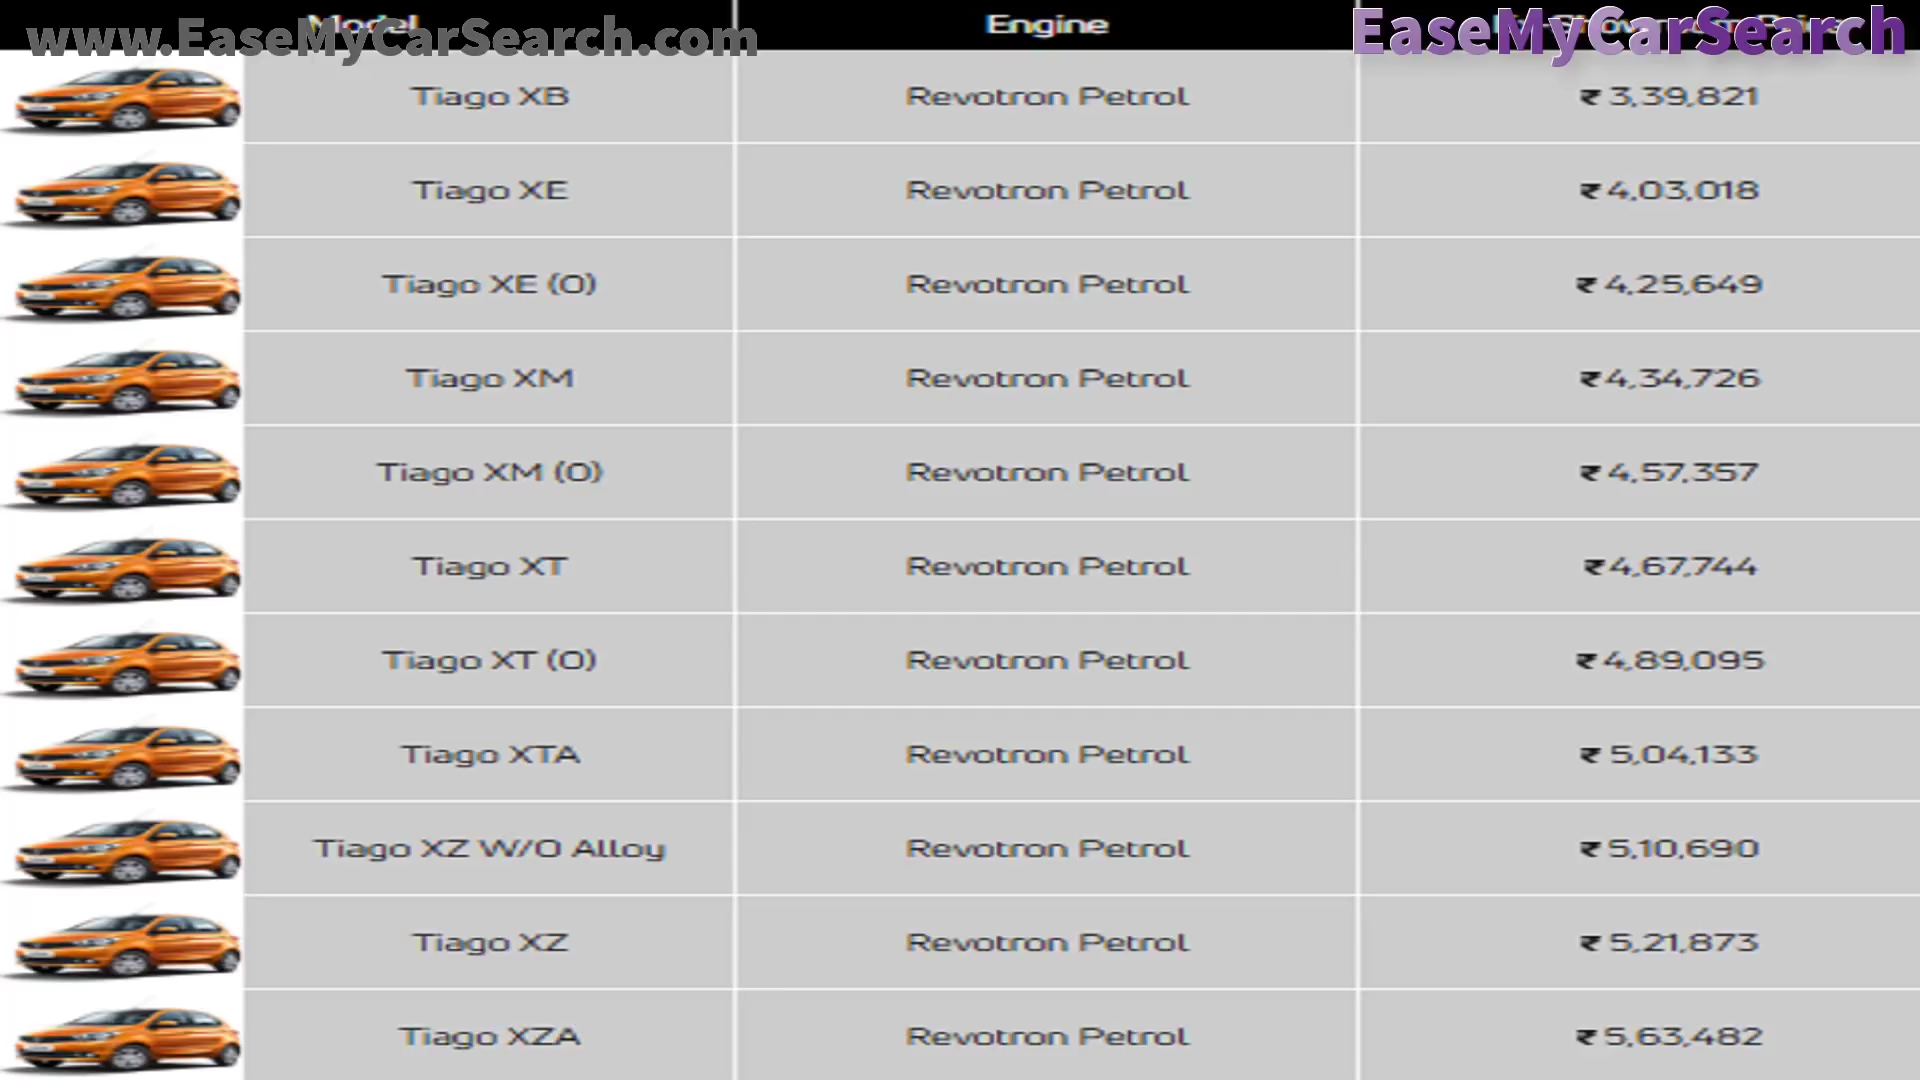 Model Engine
www.EaseMyCarSearch.com EaseMyCarSearch
Tiago XB Revotron Petrol ₹ 3,39,821
Tiago XE Revotron Petrol ₹ 4,03,018
Tiago XE (O) Revotron Petrol ₹ 4,25,649
Tiago XM Revotron Petrol ₹ 4,34,726
Tiago XM (O) Revotron Petrol ₹ 4,57,357
Tiago XT Revotron Petrol ₹ 4,67,744
Tiago XT (O) Revotron Petrol ₹ 4,89,095
Tiago XTA Revotron Petrol ₹ 5,04,133
Tiago XZ W/O Alloy Revotron Petrol ₹ 5,10,690
Tiago XZ Revotron Petrol ₹ 5,21,873
Tiago XZA Revotron Petrol ₹ 5,63,482